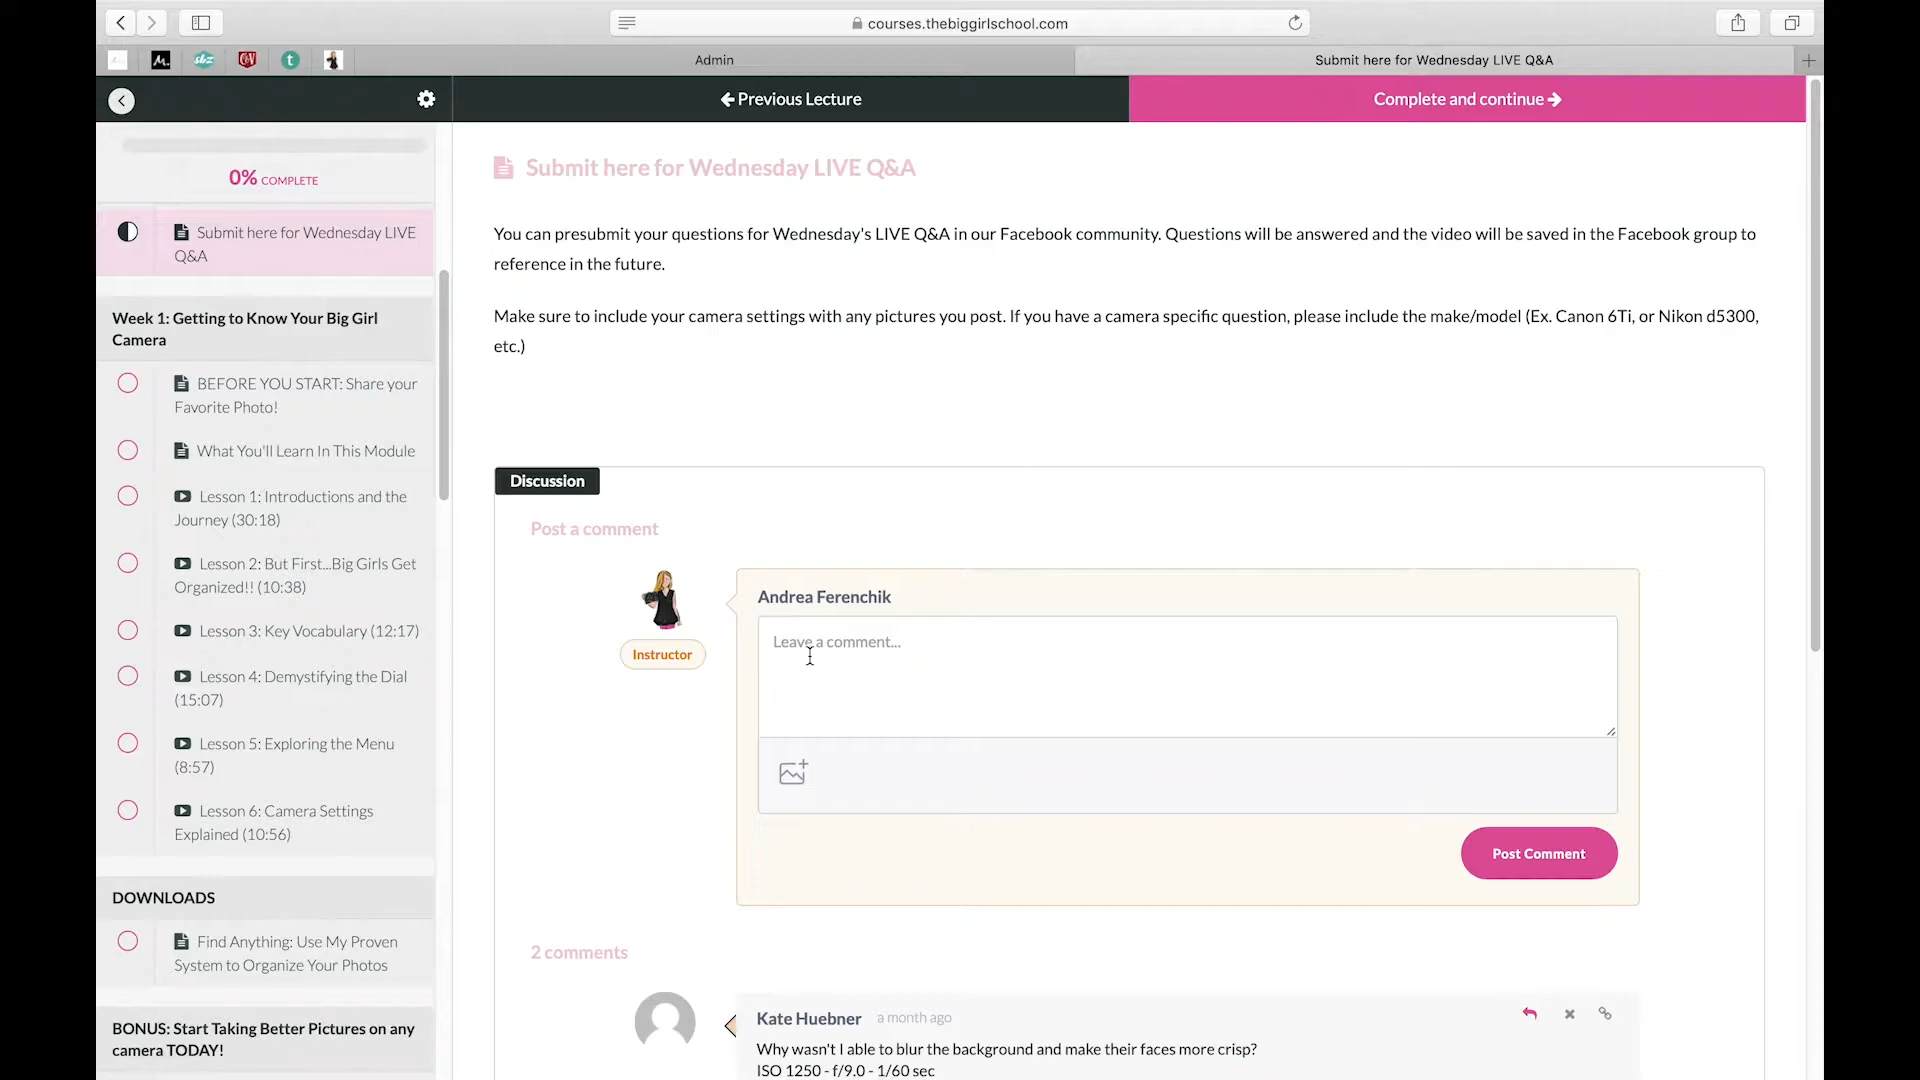 courses.thebiggirlschool.com
Admin
Submit here for Wednesday LIVE Q&A
Previous Lecture
Complete and continue
0% COMPLETE
Submit here for Wednesday LIVE
Q&A
Week 1: Getting to Know Your Big Girl
Camera
BEFORE YOU START: Share your
Favorite Photo!
What You'll Learn In This Module
Lesson 1: Introductions and the
Journey (30:18)
Lesson 2: But First...Big Girls Get
Organized!! (10:38)
Lesson 3: Key Vocabulary (12:17)
Lesson 4: Demystifying the Dial
(15:07)
Lesson 5: Exploring the Menu
(8:57)
Lesson 6: Camera Settings
Explained (10:56)
DOWNLOADS
Find Anything: Use My Proven
System to Organize Your Photos
BONUS: Start Taking Better Pictures on any
camera TODAY!
Submit here for Wednesday LIVE Q&A
You can presubmit your questions for Wednesday's LIVE Q&A in our Facebook community. Questions will be answered and the video will be saved in the Facebook group to
reference in the future.
Make sure to include your camera settings with any pictures you post. If you have a camera specific question, please include the make/model (Ex. Canon 6Ti, or Nikon d5300,
etc.)
Discussion
Post a comment
Instructor
Andrea Ferenchik
Leave a comment...
Post Comment
2 comments
Kate Huebner a month ago
Why wasn't I able to blur the background and make their faces more crisp?
ISO 1250 - f/9.0 - 1/60 sec